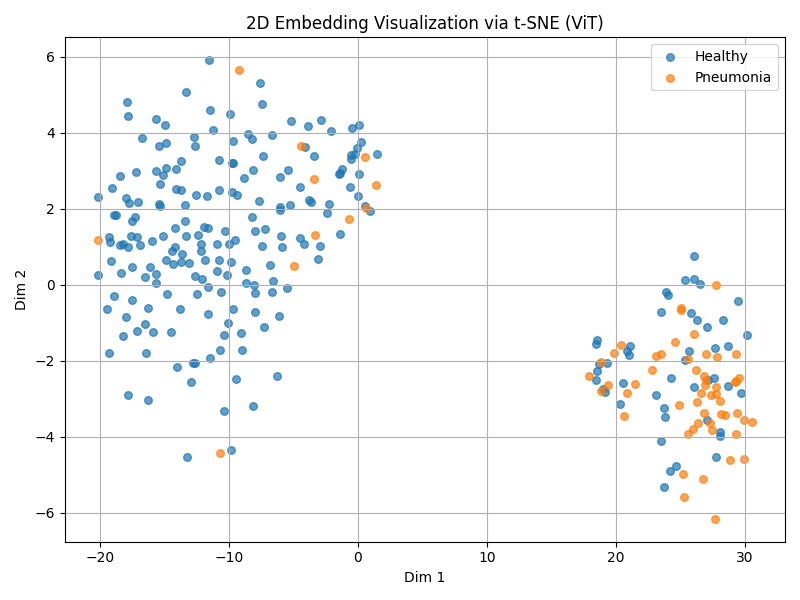 2D Embedding Visualization via t-SNE (ViT)
Healthy
Pneumonia
6
4
2
0
−2
−4
−6
Dim 2
−20
−10
0
10
20
30
Dim 1